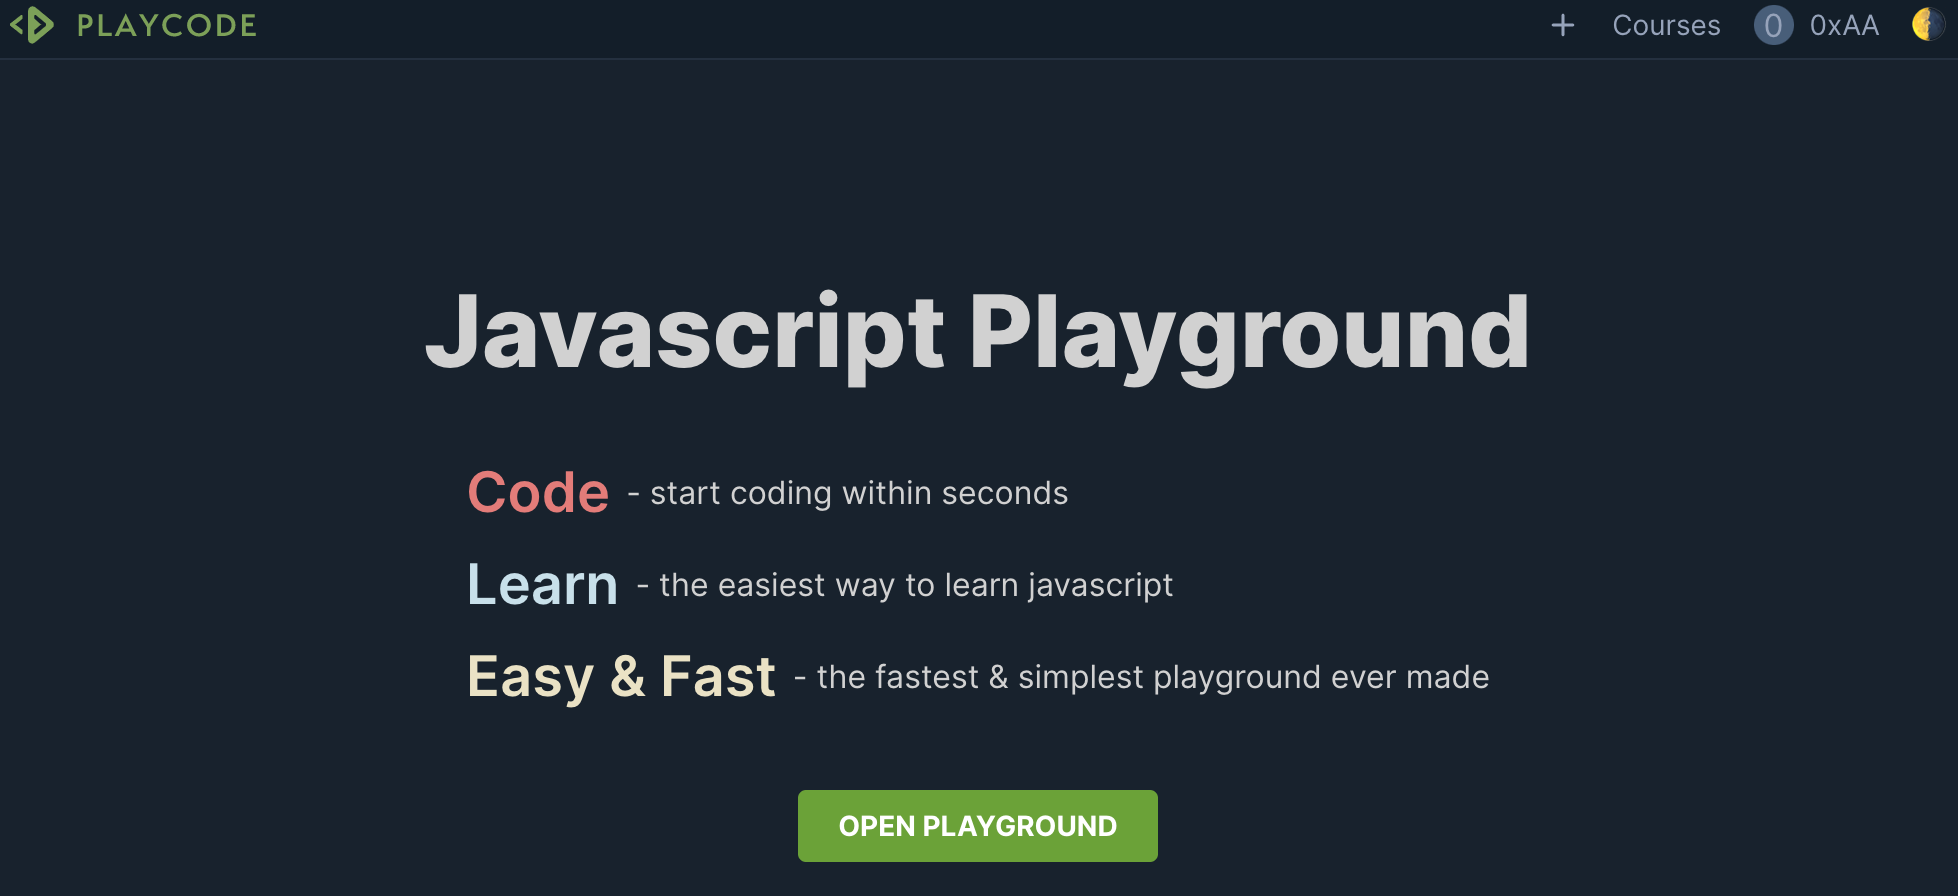 PLAYCODE
+ Courses 0 0xAA
Javascript Playground
Code - start coding within seconds
Learn - the easiest way to learn javascript
Easy & Fast - the fastest & simplest playground ever made
OPEN PLAYGROUND